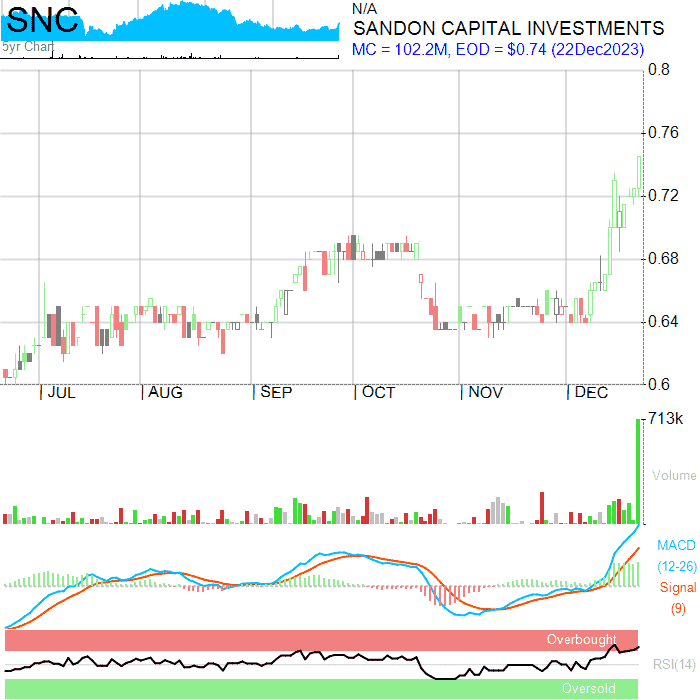 SNC
5yr Chart
N/A
SANDON CAPITAL INVESTMENTS
MC = 102.2M, EOD = $0.74 (22Dec2023)
0.8
0.76
0.72
0.68
0.64
0.6
JUL AUG SEP OCT NOV DEC
713k
Volume
MACD
(12-26)
Signal
(9)
Overbought
RSI(14)
Oversold